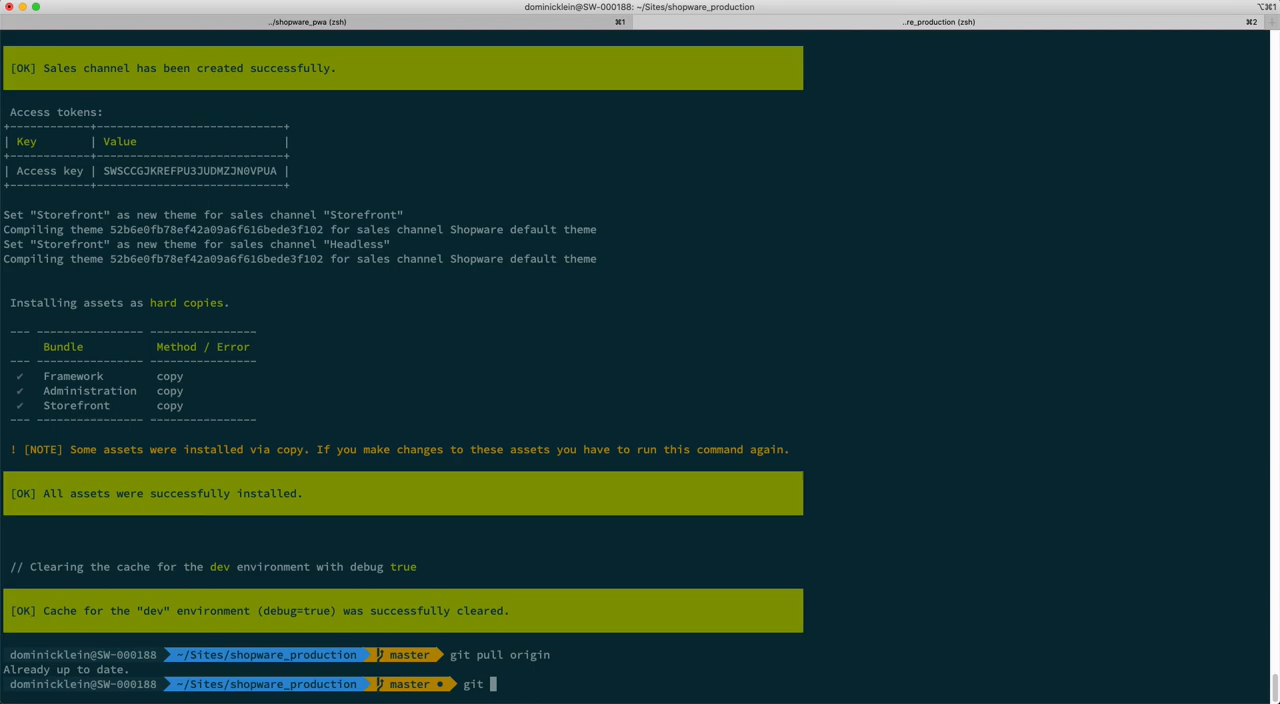 dominicklein@SW-000188: ~/Sites/shopware_production
⌥⌘1
../shopware_pwa (zsh)
⌘1
..re_production (zsh)
⌘2
[OK] Sales channel has been created successfully.
Access tokens:
+------------+----------------------------+
| Key | Value |
+------------+----------------------------+
| Access key | SWSCCGJKREFPU3JUDMZJN0VPUA |
+------------+----------------------------+
Set "Storefront" as new theme for sales channel "Storefront"
Compiling theme 52b6e0fb78ef42a09a6f616bede3f102 for sales channel Shopware default theme
Set "Storefront" as new theme for sales channel "Headless"
Compiling theme 52b6e0fb78ef42a09a6f616bede3f102 for sales channel Shopware default theme
Installing assets as hard copies.
--- ---------------- ----------------
Bundle Method / Error
--- ---------------- ----------------
✔ Framework copy
✔ Administration copy
✔ Storefront copy
--- ---------------- ----------------
! [NOTE] Some assets were installed via copy. If you make changes to these assets you have to run this command again.
[OK] All assets were successfully installed.
// Clearing the cache for the dev environment with debug true
[OK] Cache for the "dev" environment (debug=true) was successfully cleared.
dominicklein@SW-000188 ~/Sites/shopware_production master git pull origin
Already up to date.
dominicklein@SW-000188 ~/Sites/shopware_production master ● git